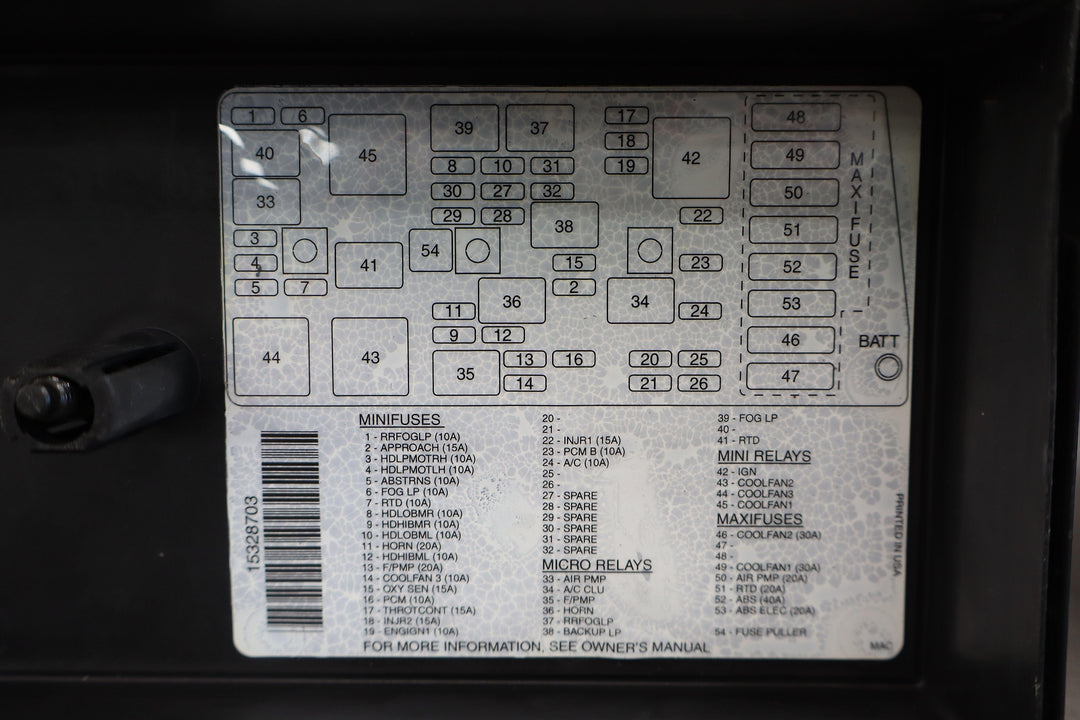 1 6 39 37 17 48
40 45 18 42 49
8 10 31 19
33 30 27 32 50
29 28 38 22 51
3 54
4 41 15 23 52
5 7 36 2 34 53
11 24
9 12 46
44 43 35 13 16 20 25 47
14 21 26
MAXIFUSE
BATT
MINIFUSES
1 - RRFOGLP (10A)
2 - APPROACH (15A)
3 - HDLPMOTRH (10A)
4 - HDLPMOTLH (10A)
5 - ABSTRNS (10A)
6 - FOG LP (10A)
7 - RTD (10A)
8 - HDLOBMR (10A)
9 - HDHIBMR (10A)
10 - HDLOBML (10A)
11 - HORN (20A)
12 - HDHIBML (10A)
13 - F/PMP (20A)
14 - COOLFAN 3 (10A)
15 - OXY SEN (15A)
16 - PCM (10A)
17 - THROTCONT (15A)
18 - INJR2 (15A)
19 - ENGIGN1 (10A)
20 -
21 -
22 - INJR1 (15A)
23 - PCM B (10A)
24 - A/C (10A)
25 -
26 -
27 - SPARE
28 - SPARE
29 - SPARE
30 - SPARE
31 - SPARE
32 - SPARE
MICRO RELAYS
33 - AIR PMP
34 - A/C CLU
35 - F/PMP
36 - HORN
37 - RRFOGLP
38 - BACKUP LP
39 - FOG LP
40 -
41 - RTD
MINI RELAYS
42 - IGN
43 - COOLFAN2
44 - COOLFAN3
45 - COOLFAN1
MAXIFUSES
46 - COOLFAN2 (30A)
47 -
48 -
49 - COOLFAN1 (30A)
50 - AIR PMP (20A)
51 - RTD (20A)
52 - ABS (40A)
53 - ABS ELEC (20A)
54 - FUSE PULLER
FOR MORE INFORMATION, SEE OWNER'S MANUAL
MAC
15328703
PRINTED IN USA